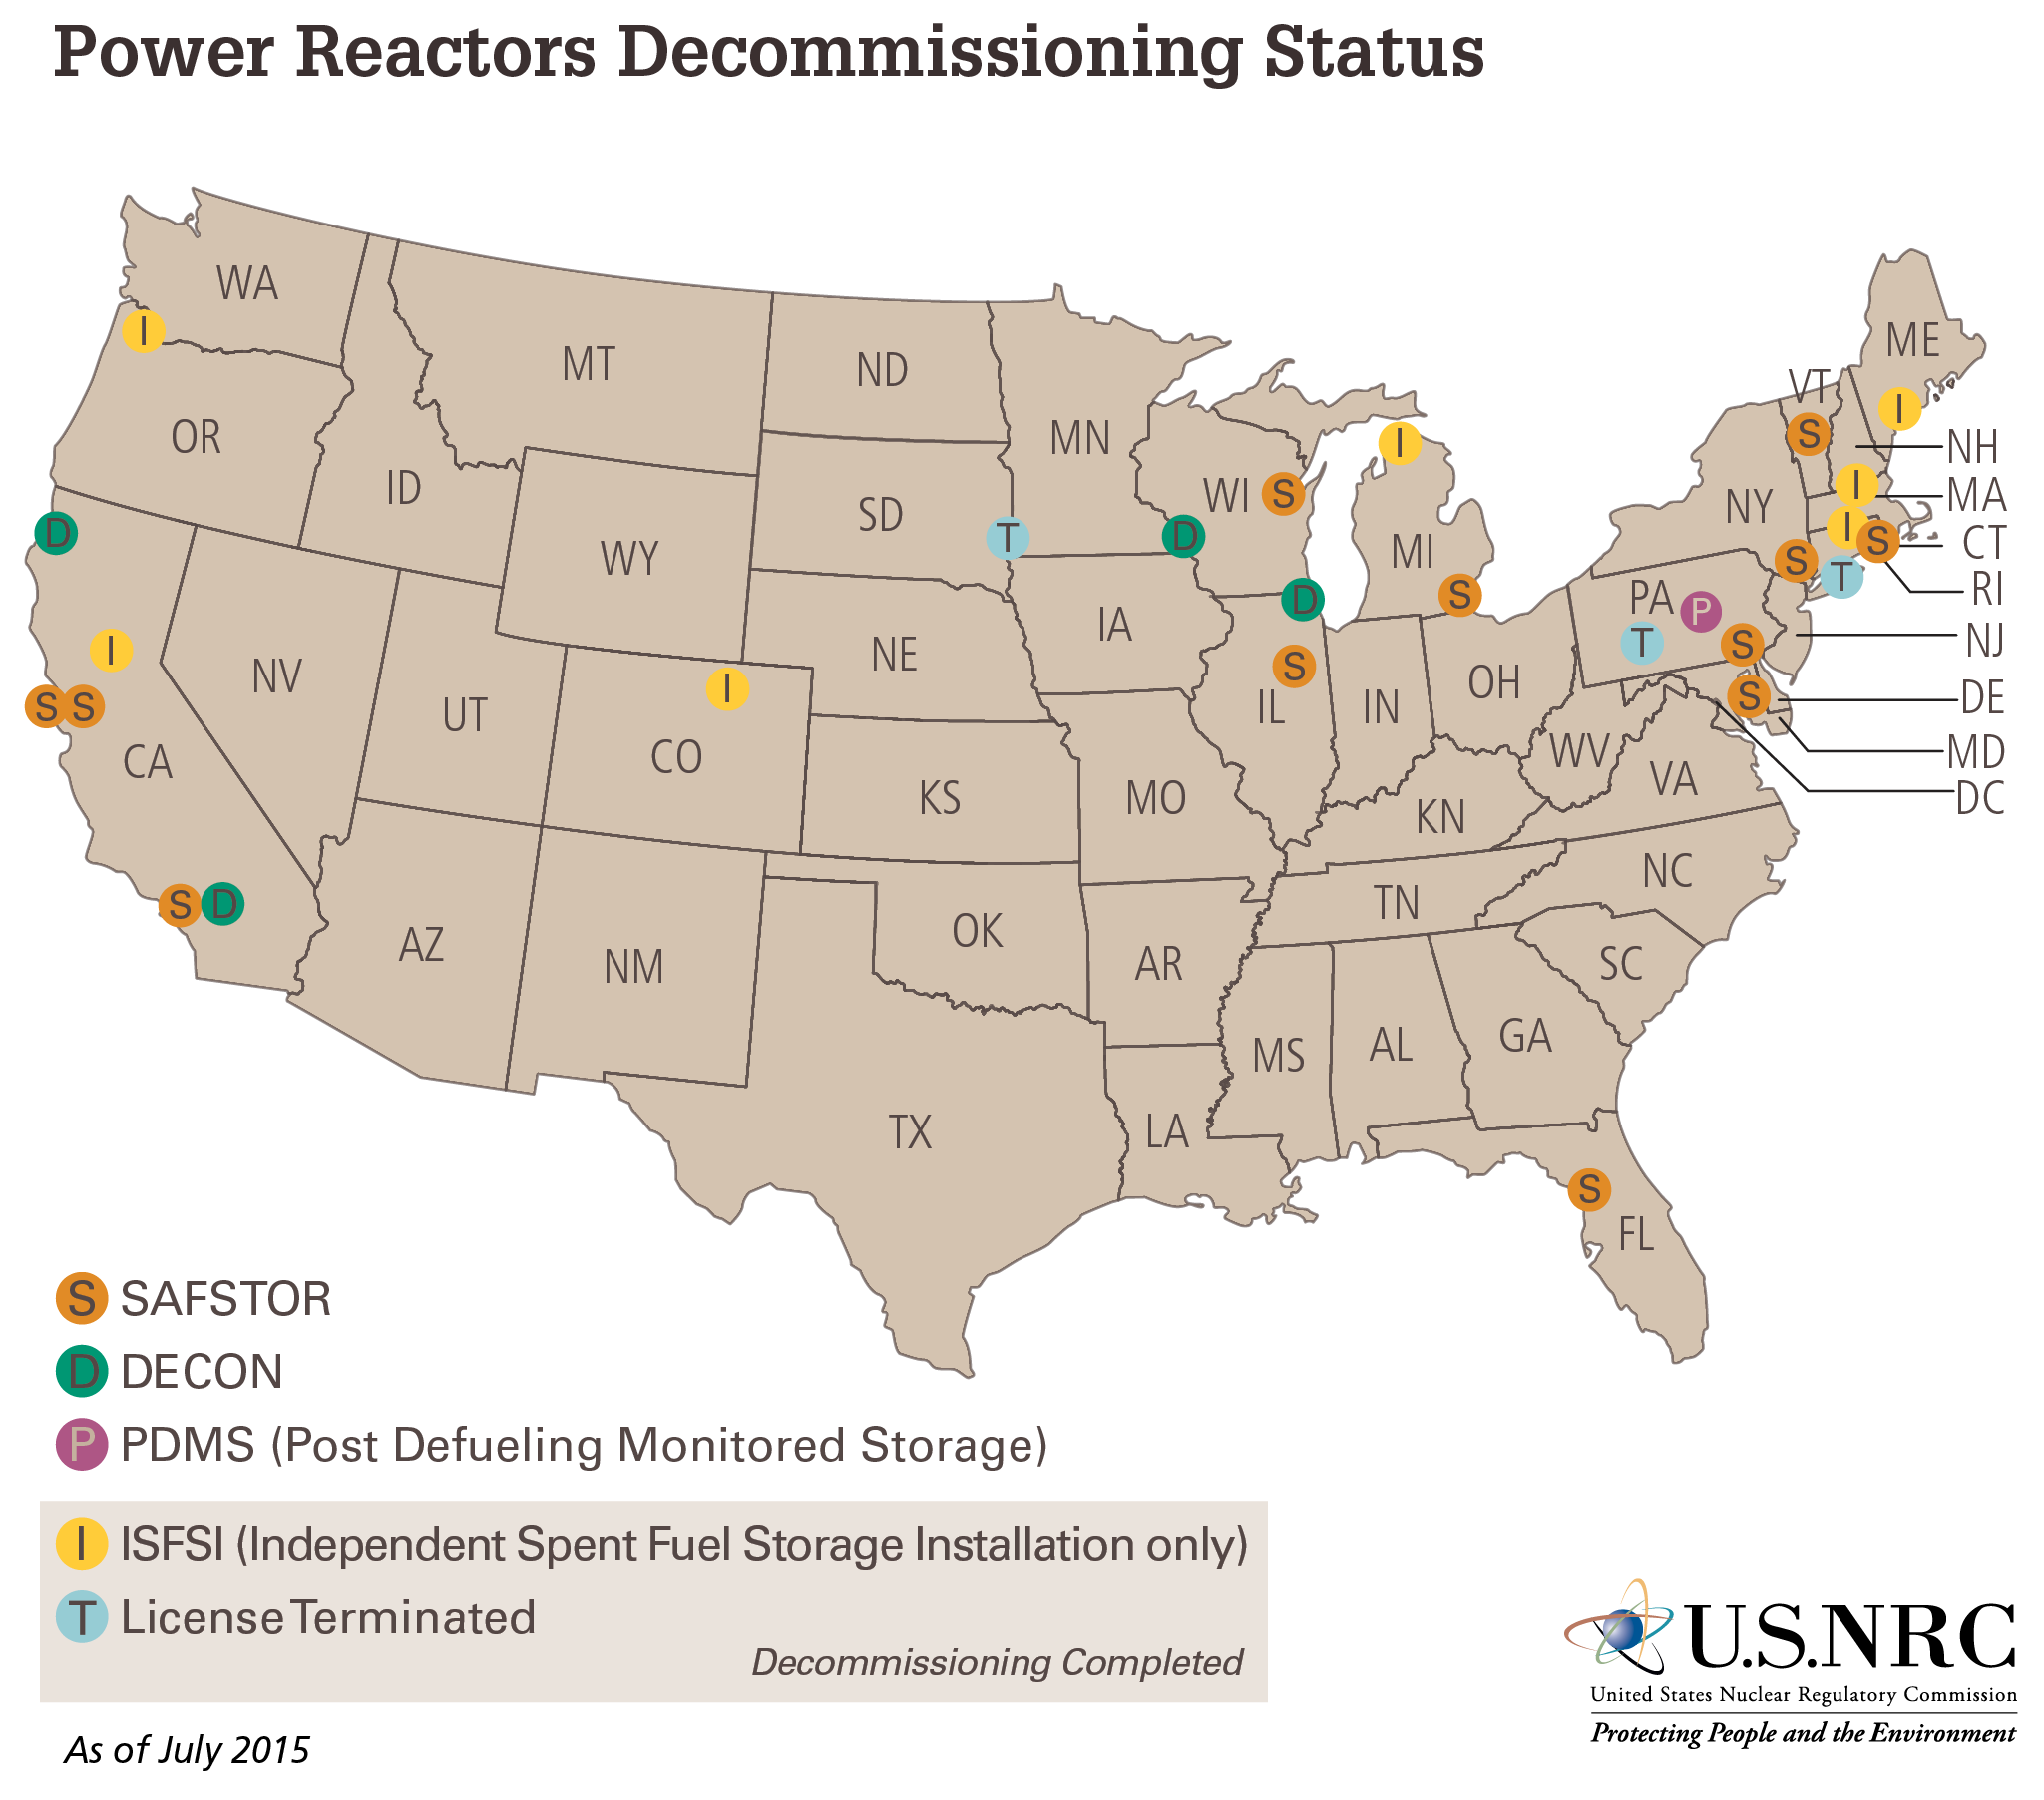 Power Reactors Decommissioning Status
WA
I
MT
ND
MN
OR
ID
SD
WY
WI S
I
MI
ME
VT
I
S
NH
I
MA
NY
I
S
CT
S
T
RI
D
T
D
D
S
PA
P
T
S
NJ
S
DE
MD
DC
I
S S
CA
NV
UT
I
CO
NE
IA
S
IL
IN
OH
WV
VA
KS
MO
KN
S D
AZ
NM
OK
AR
TN
NC
SC
MS
AL
GA
TX
LA
S
FL
S SAFSTOR
D DECON
P PDMS (Post Defueling Monitored Storage)
I ISFSI (Independent Spent Fuel Storage Installation only)
T License Terminated
Decommissioning Completed
As of July 2015
U.S.NRC
United States Nuclear Regulatory Commission
Protecting People and the Environment